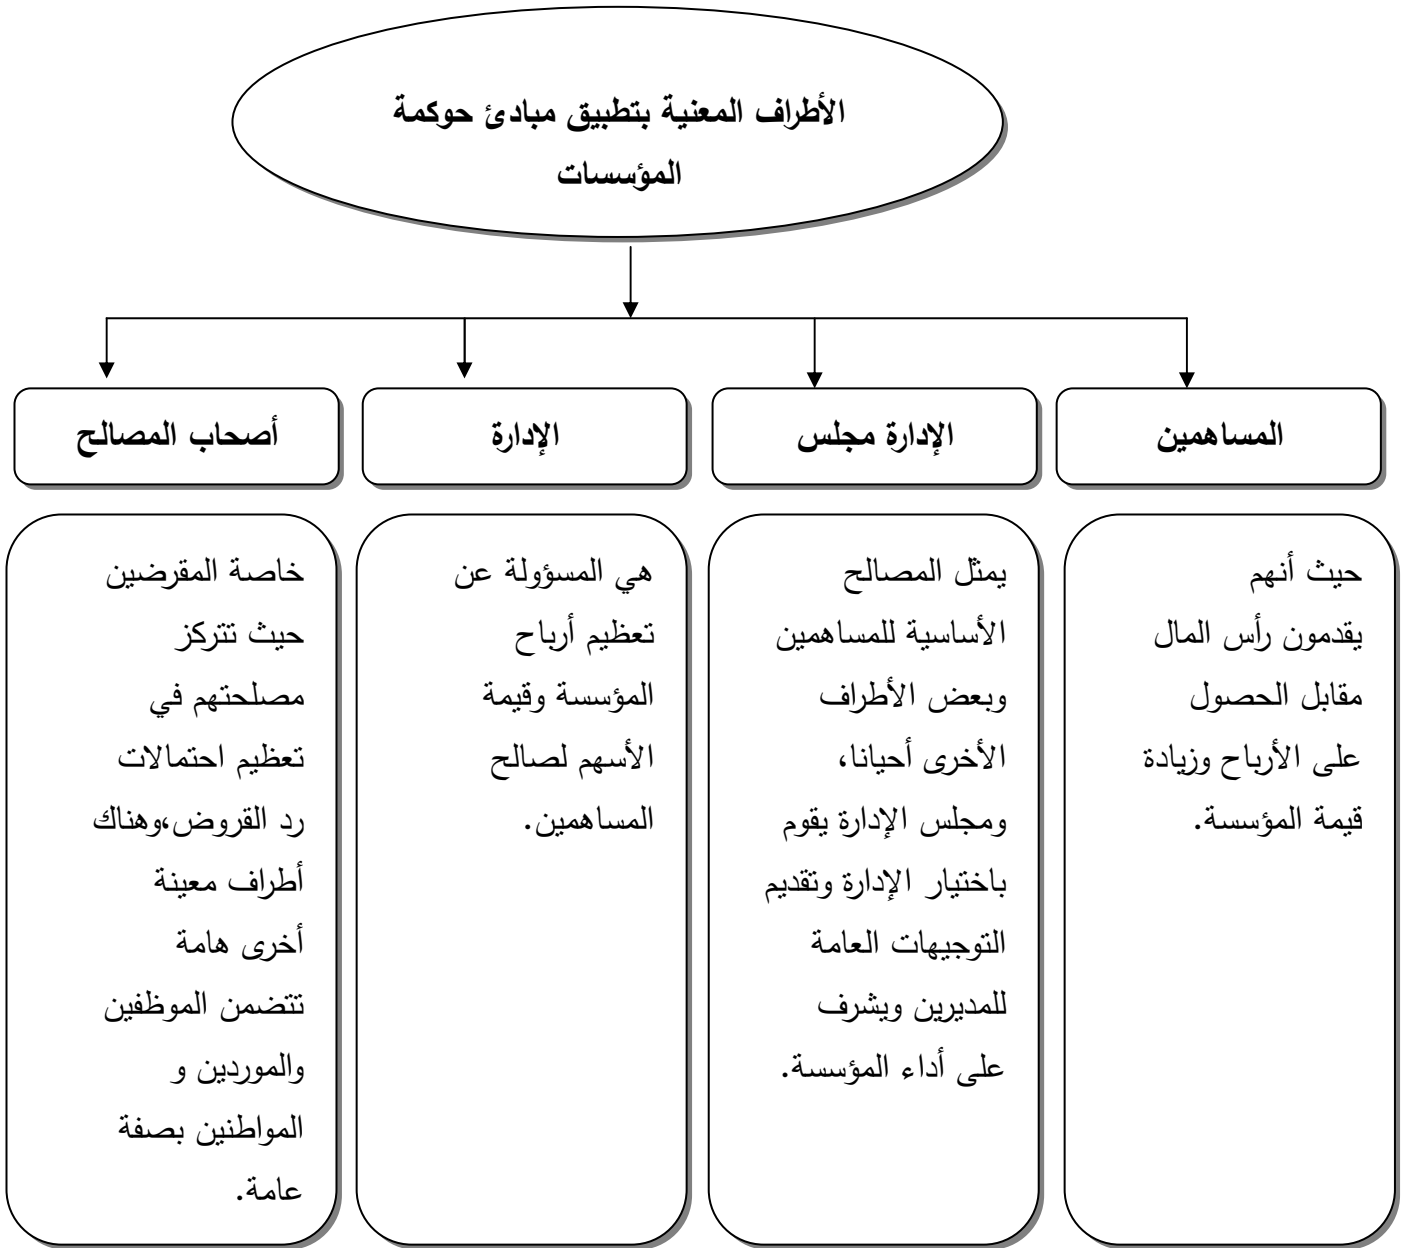 الأطراف المعنية بتطبيق مبادئ حوكمة
المؤسسات
المساهمين
الإدارة مجلس
الإدارة
أصحاب المصالح
حيث أنهم
يقدمون رأس المال
مقابل الحصول
على الأرباح وزيادة
قيمة المؤسسة.
يمثل المصالح
الأساسية للمساهمين
وبعض الأطراف
الأخرى أحيانا،
ومجلس الإدارة يقوم
باختيار الإدارة وتقديم
التوجيهات العامة
للمديرين ويشرف
على أداء المؤسسة.
هي المسؤولة عن
تعظيم أرباح
المؤسسة وقيمة
الأسهم لصالح
المساهمين.
خاصة المقرضين
حيث تتركز
مصلحتهم في
تعظيم احتمالات
رد القروض،وهناك
أطراف معينة
أخرى هامة
تتضمن الموظفين
والموردين و
المواطنين بصفة
عامة.